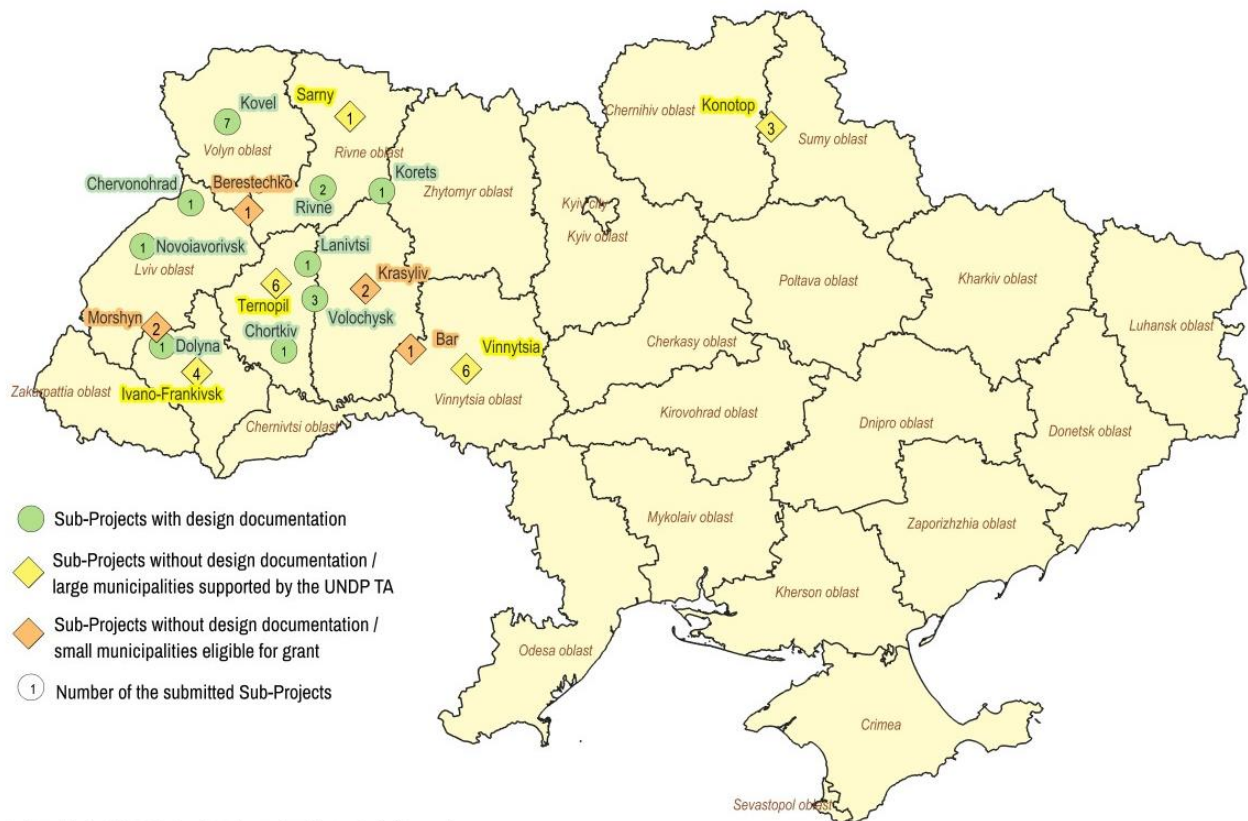 Chernihiv oblast
Konotop
3
Sumy oblast
Kovel
7
Volyn oblast
Sarny
1
Rivne oblast
Chervonohrad
1
Berestechko
1
2
Rivne
Korets
1
Zhytomyr oblast
Kyiv city
Kyiv oblast
Novoiavorivsk
1
Lviv oblast
Lanivtsi
1
6
Ternopil
Krasyliv
2
3
Volochysk
Poltava oblast
Kharkiv oblast
Luhansk oblast
Morshyn
2
Dolyna
1
Chortkiv
1
Bar
1
Vinnytsia
6
Vinnytsia oblast
Cherkasy oblast
4
Ivano-Frankivsk
Zakarpattia oblast
Chernivtsi oblast
Kirovohrad oblast
Dnipro oblast
Donetsk oblast
Mykolaiv oblast
Zaporizhzhia oblast
Kherson oblast
Odesa oblast
Crimea
Sevastopol oblast
Sub-Projects with design documentation
Sub-Projects without design documentation /
large municipalities supported by the UNDP TA
Sub-Projects without design documentation /
small municipalities eligible for grant
1 Number of the submitted Sub-Projects